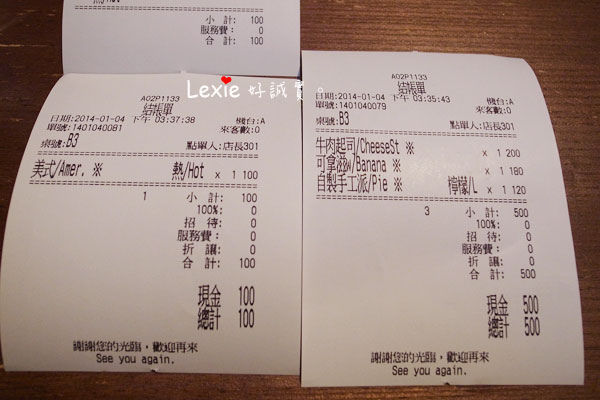 小 計: 100
服務費: 0
合 計: 100
Lexie 好誠實。
A02P1133
結帳單
日期:2014-01-04 下午 03:37:38
單號:1401040081 機台:A
來客數:0
桌號:B3 點單人:店長301
美式/Amer, ※ 熱/Hot x 1 100
1 小 計: 100
100%: 0
招 待: 0
服務費: 0
折 讓: 0
合 計: 100
現金 100
總計 100
謝謝您的光臨，歡迎再來
See you again.
A02P1133
結帳單
日期:2014-01-04 下午 03:35:43
單號:1401040079 機台:A
來客數:0
桌號:B3 點單人:店長301
牛肉起司/CheeseSt ※ x 1 200
可拿滋w/Banana ※ x 1 180
自製手工派/Pie ※ 檸檬/L x 1 120
3 小 計: 500
100%: 0
招 待: 0
服務費: 0
折 讓: 0
合 計: 500
現金 500
總計 500
謝謝您的光臨，歡迎再來
See you again.